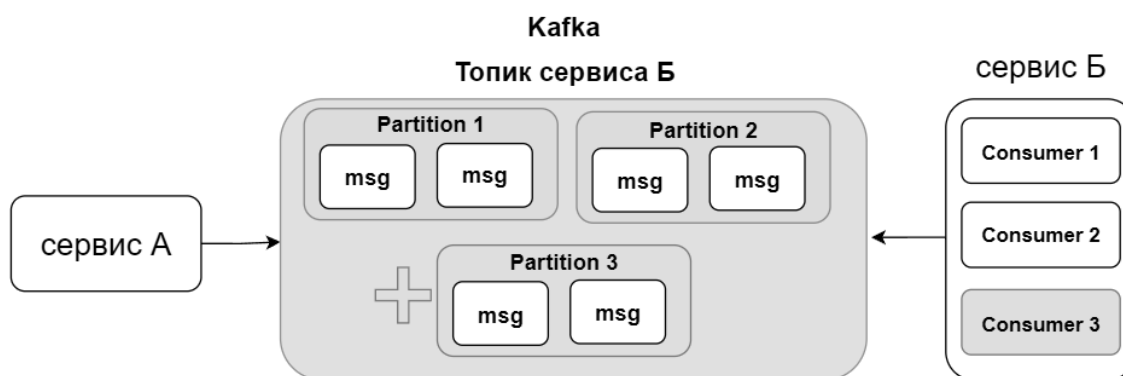 Kafka
Топик сервиса Б
сервис Б
Partition 1
msg
msg
Partition 2
msg
msg
Consumer 1
сервис А
Consumer 2
Partition 3
msg
msg
Consumer 3